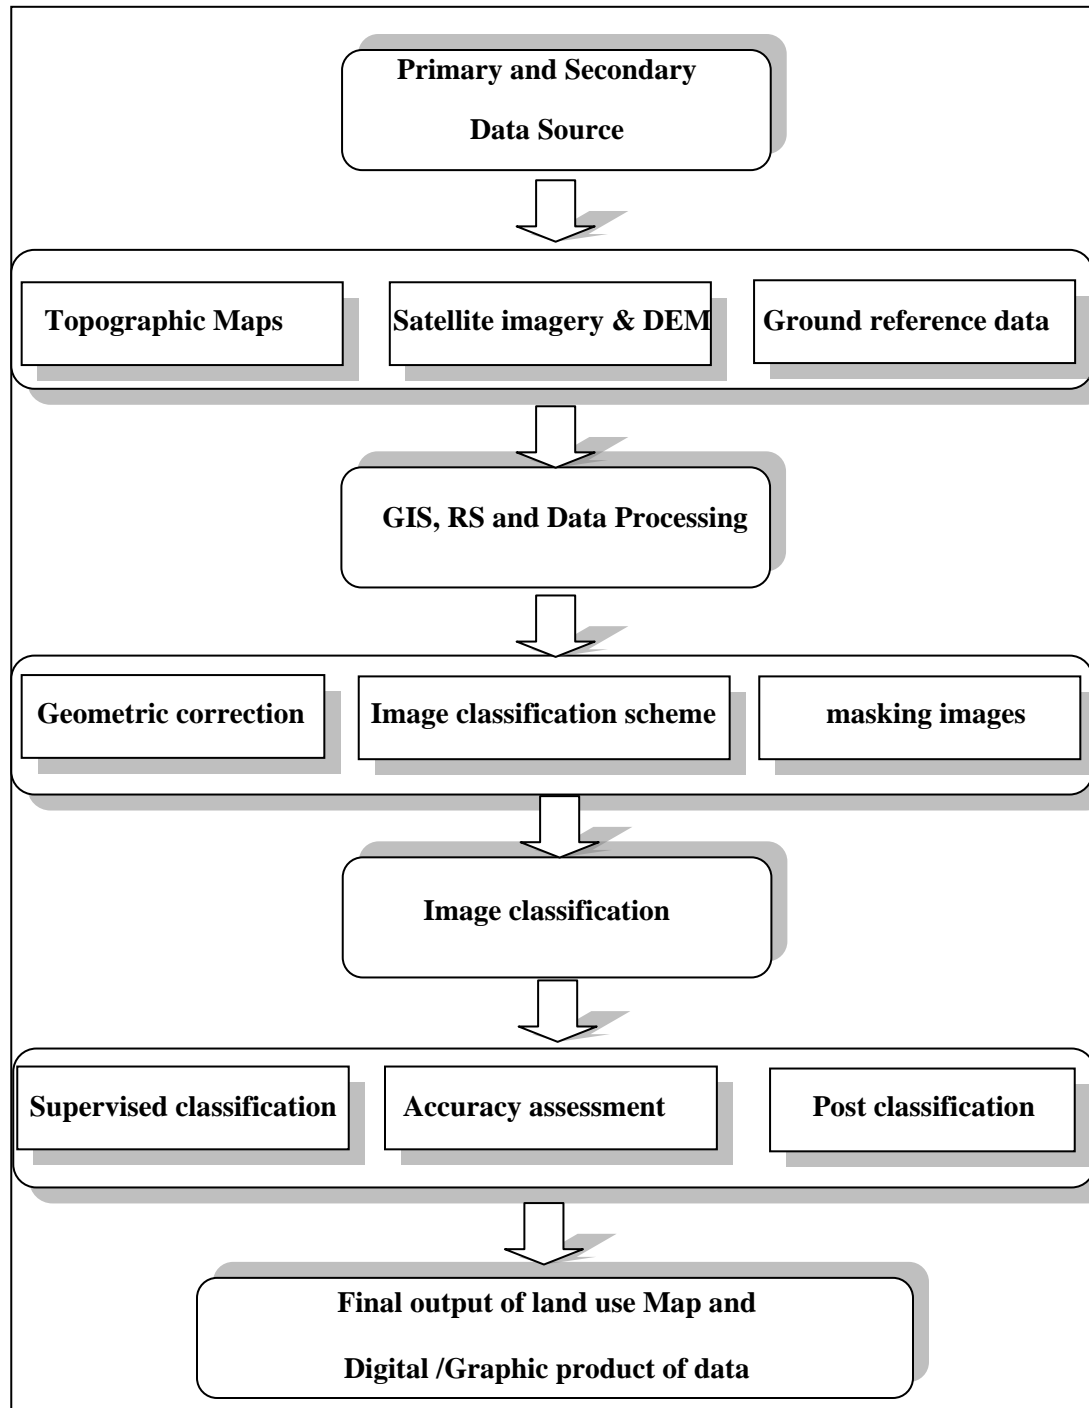 Primary and Secondary
Data Source
Topographic Maps
Satellite imagery & DEM
Ground reference data
GIS, RS and Data Processing
Geometric correction
Image classification scheme
masking images
Image classification
Supervised classification
Accuracy assessment
Post classification
Final output of land use Map and
Digital /Graphic product of data